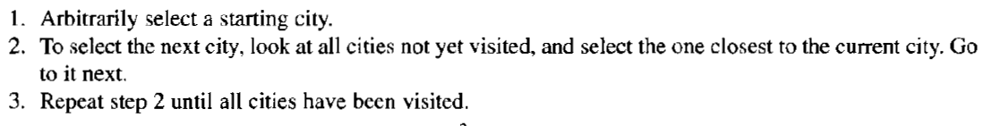 1. Arbitrarily select a starting city.
2. To select the next city, look at all cities not yet visited, and select the one closest to the current city. Go
to it next.
3. Repeat step 2 until all cities have been visited.